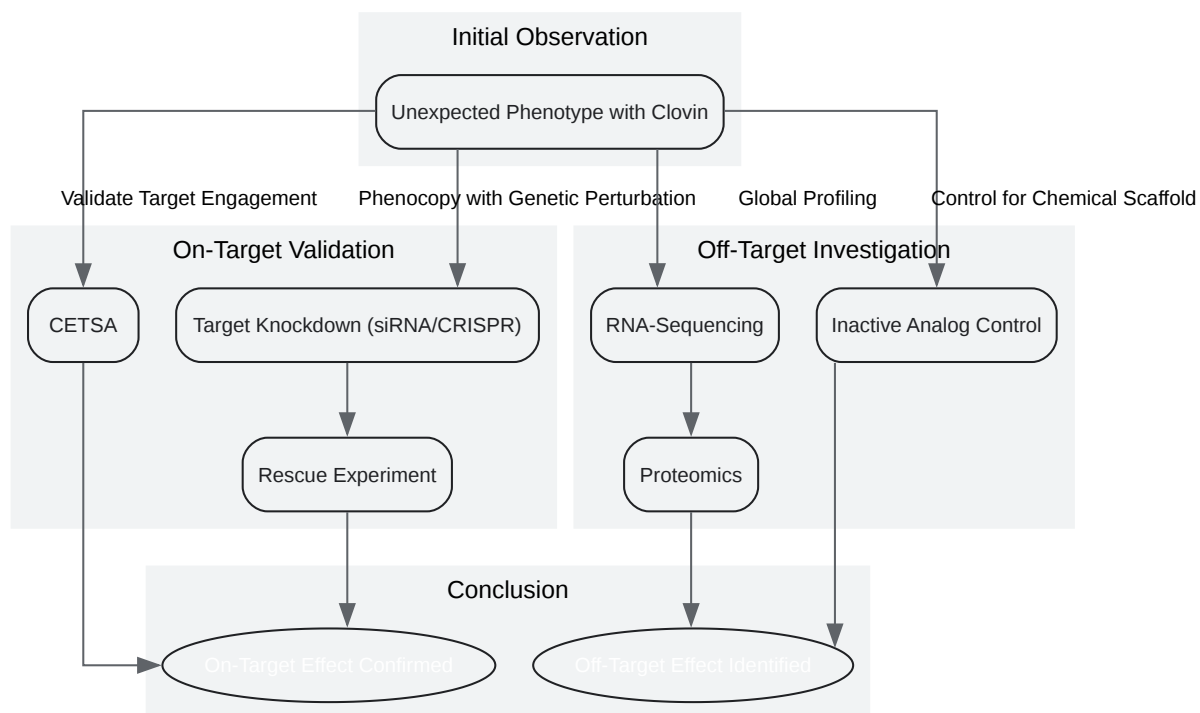 Initial Observation
Unexpected Phenotype with Clovin
Validate Target Engagement
Phenocopy with Genetic Perturbation
Global Profiling
Control for Chemical Scaffold
On-Target Validation
Off-Target Investigation
CETSA
Target Knockdown (siRNA/CRISPR)
RNA-Sequencing
Inactive Analog Control
Rescue Experiment
Proteomics
Conclusion
On-Target Effect Confirmed
Off-Target Effect Identified